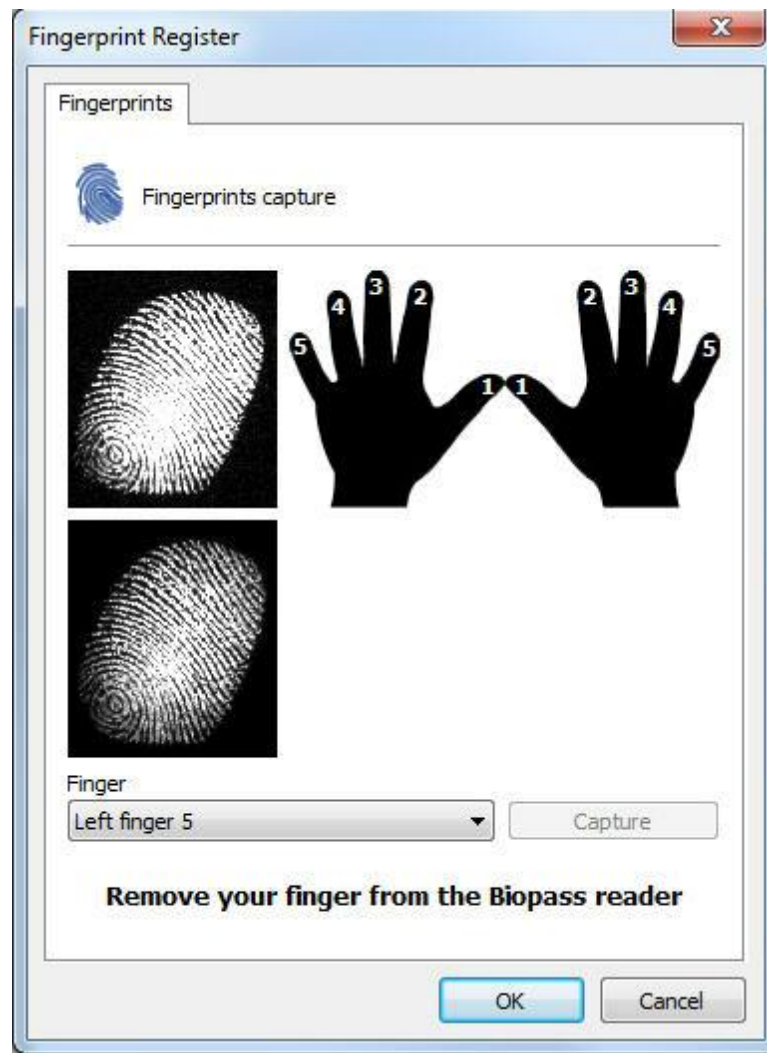 Fingerprint Register
Fingerprints
Fingerprints capture
3 3
4 2 2 4
5 5
1 1
Finger
Left finger 5 Capture
Remove your finger from the Biopass reader
OK Cancel